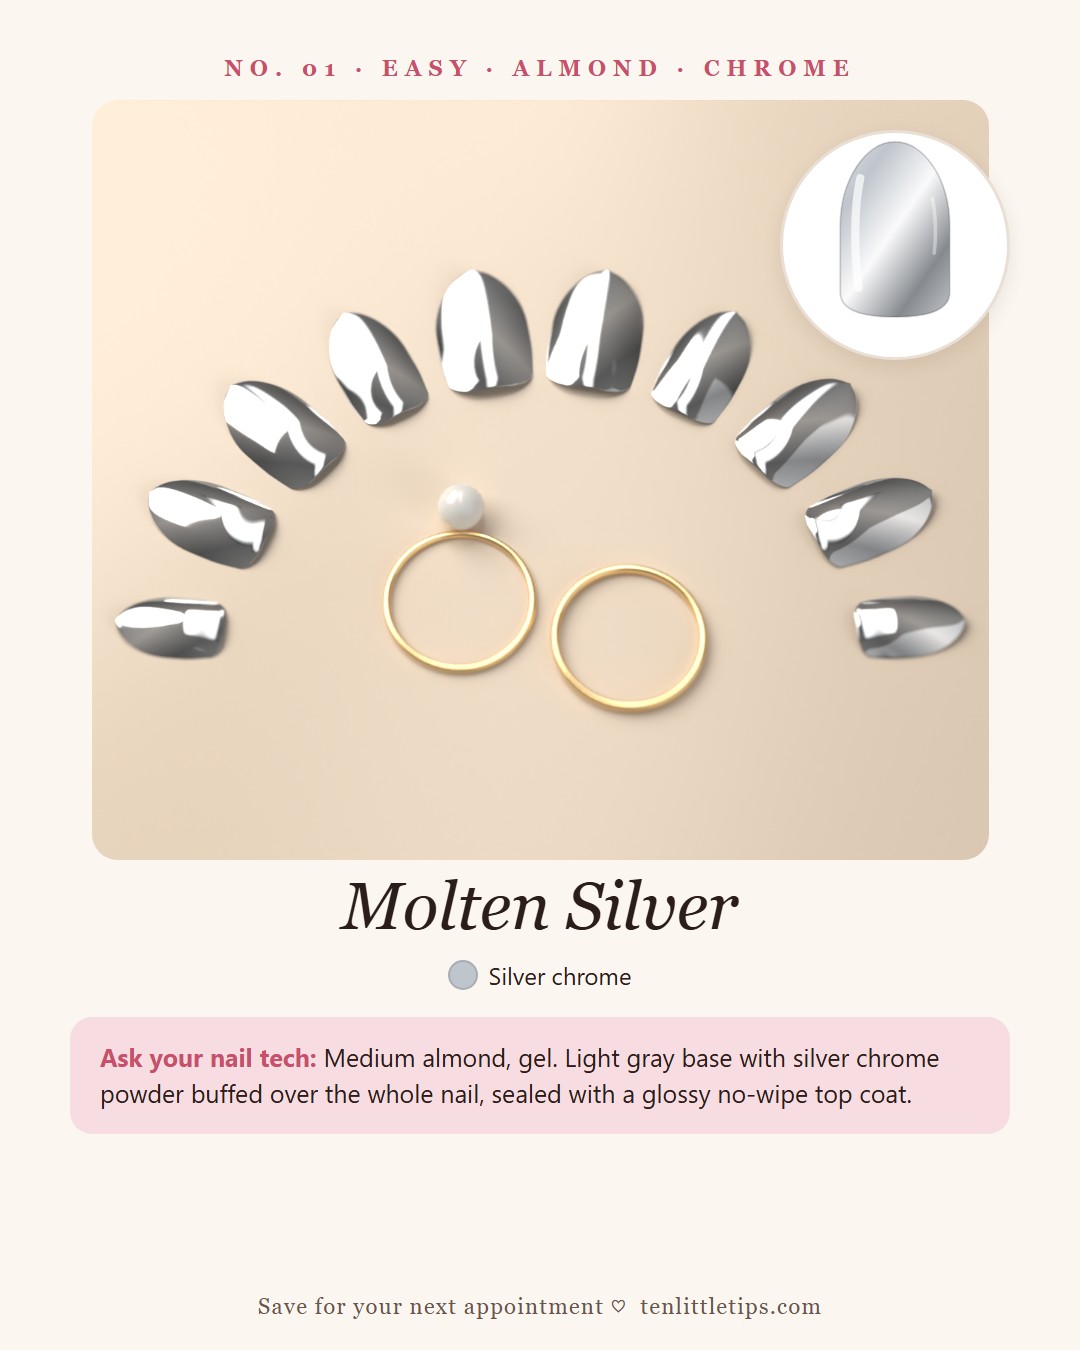 NO. 01 · EASY · ALMOND · CHROME
Molten Silver
Silver chrome
Ask your nail tech: Medium almond, gel. Light gray base with silver chrome
powder buffed over the whole nail, sealed with a glossy no-wipe top coat.
Save for your next appointment ♡ tenlittletips.com